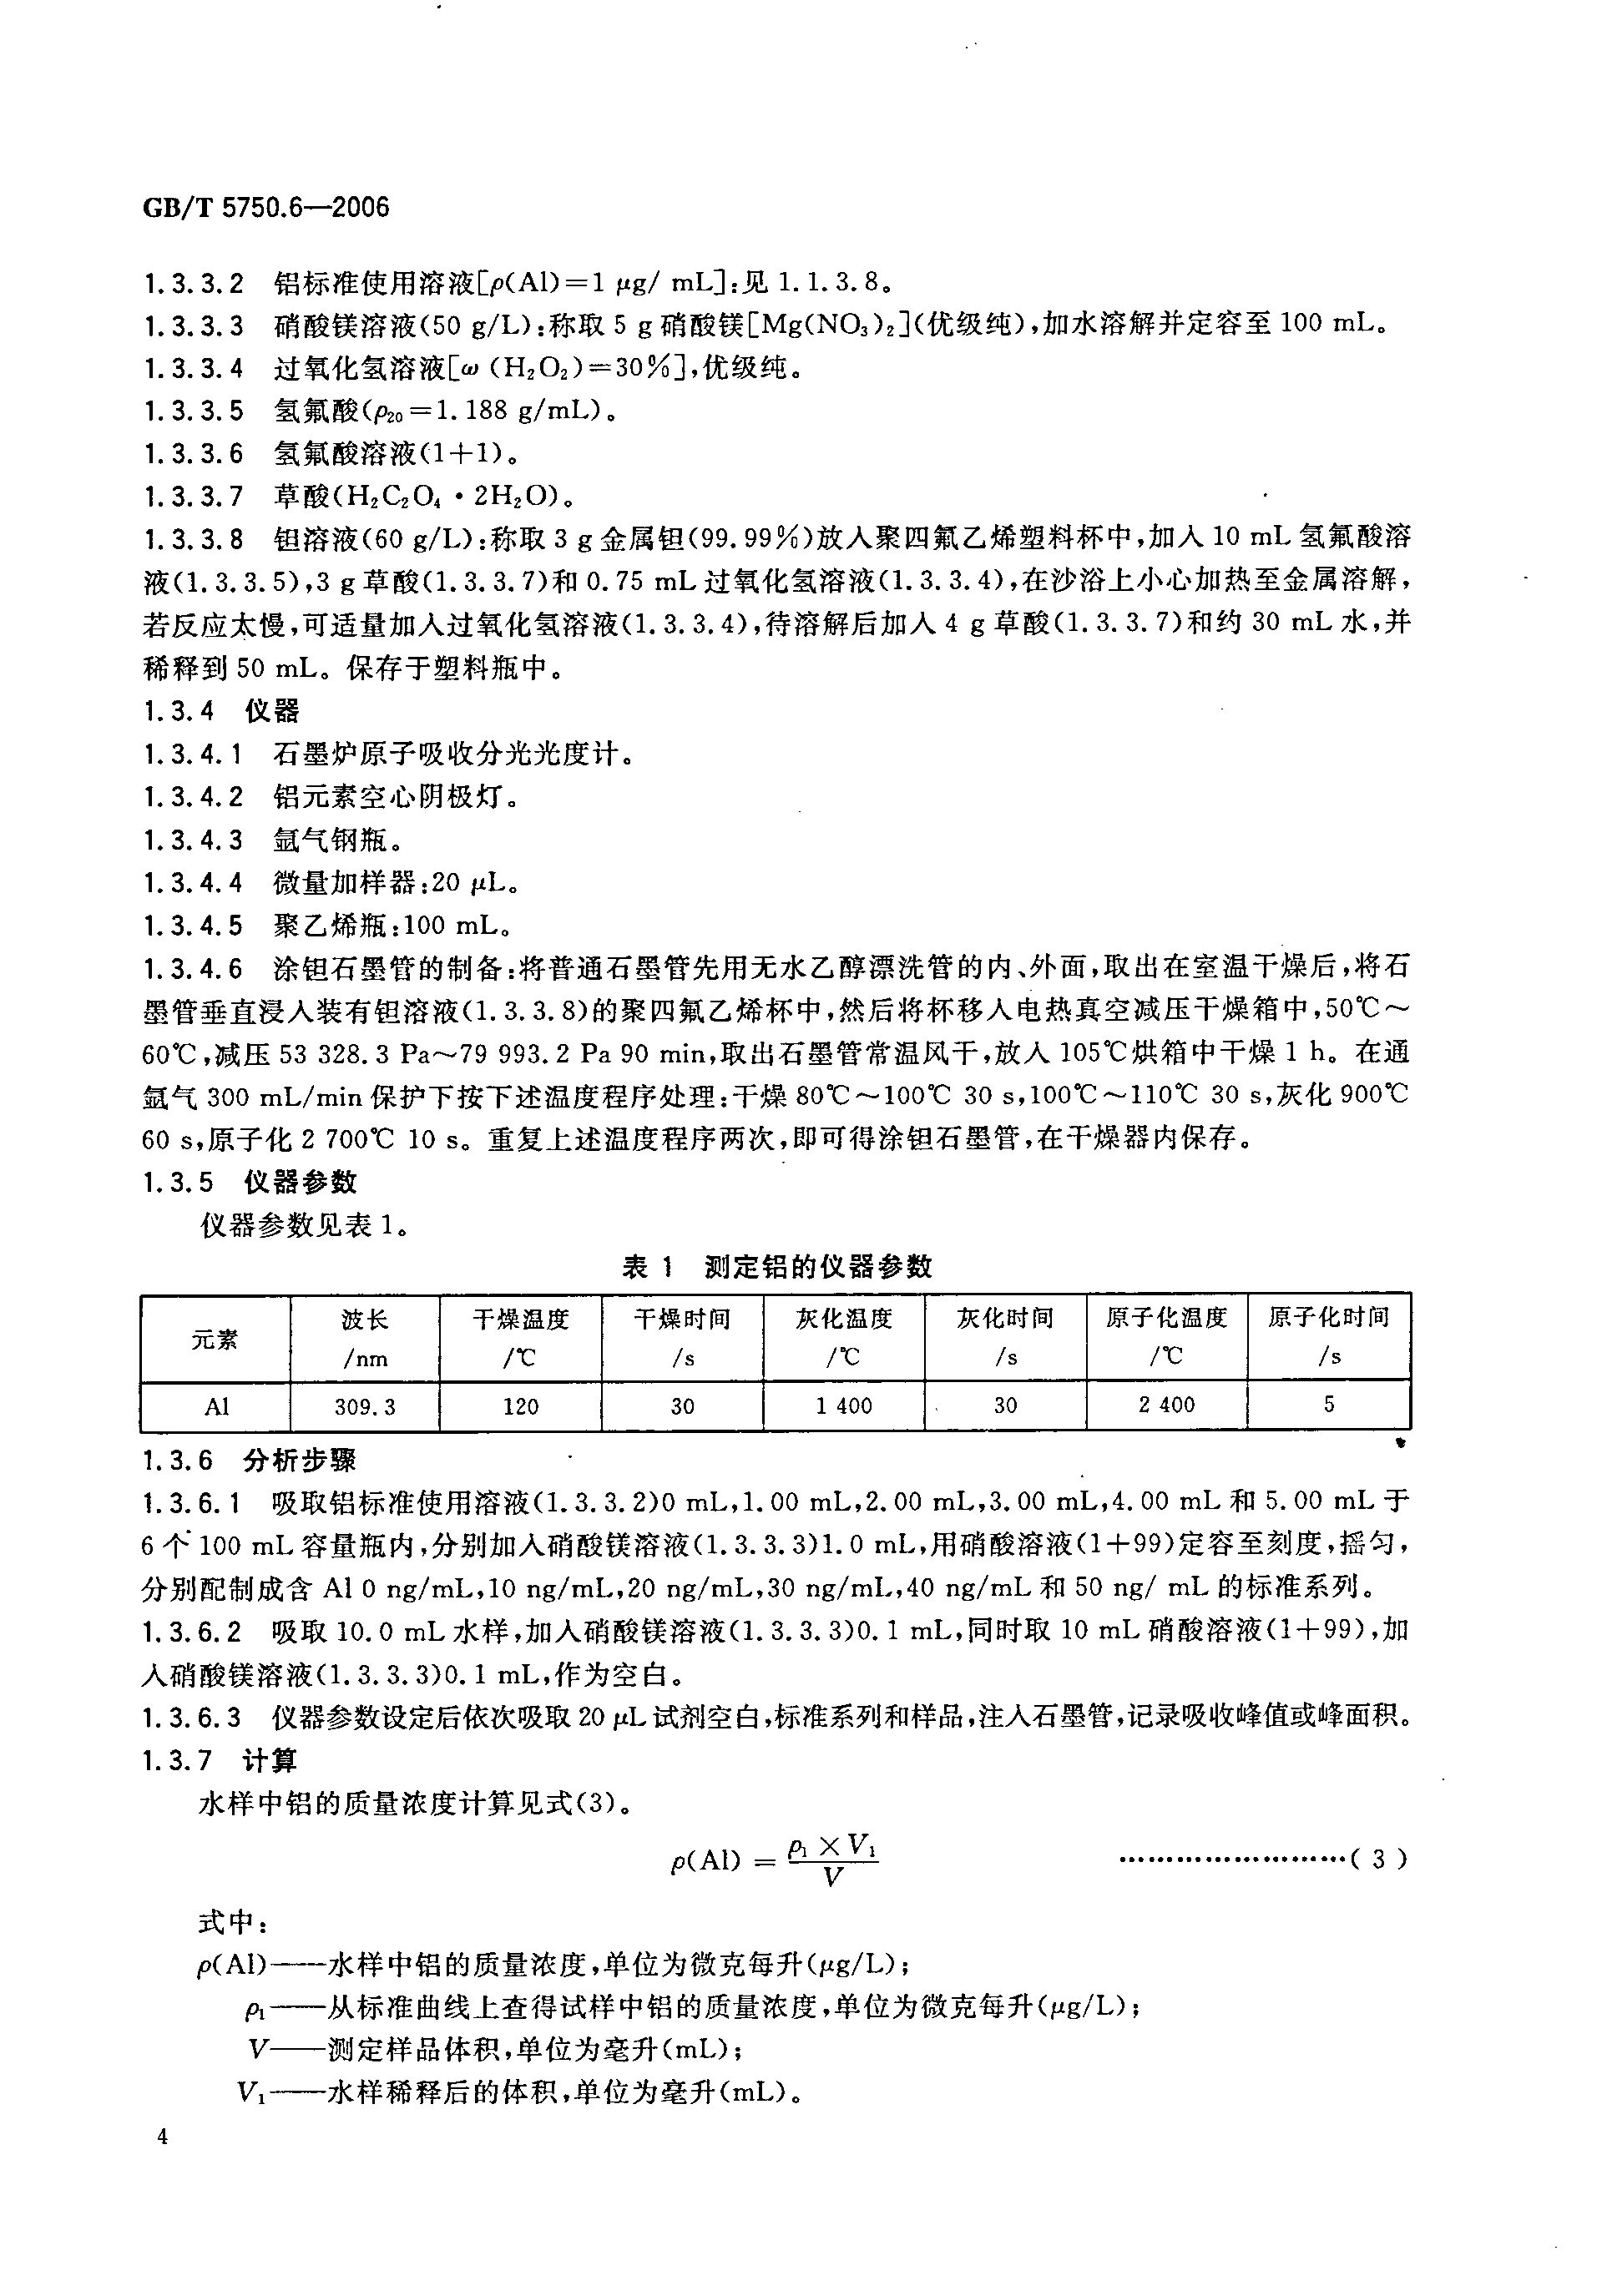 GB/T 5750.6—2006
1.3.3.2 铝标准使用溶液[ρ(Al)=1 μg/ mL]:见 1.1.3.8。
1.3.3.3 硝酸镁溶液(50 g/L):称取 5 g 硝酸镁[Mg(NO₃)₂](优级纯),加水溶解并定容至 100 mL。
1.3.3.4 过氧化氢溶液[ω (H₂O₂)=30%],优级纯。
1.3.3.5 氢氟酸(ρ₂₀=1.188 g/mL)。
1.3.3.6 氢氟酸溶液(1+1)。
1.3.3.7 草酸(H₂C₂O₄·2H₂O)。
1.3.3.8 钽溶液(60 g/L):称取 3 g 金属钽(99.99%)放入聚四氟乙烯塑料杯中,加入 10 mL 氢氟酸溶
液(1.3.3.5),3 g 草酸(1.3.3.7)和 0.75 mL 过氧化氢溶液(1.3.3.4),在沙浴上小心加热至金属溶解,
若反应太慢,可适量加入过氧化氢溶液(1.3.3.4),待溶解后加入 4 g 草酸(1.3.3.7)和约 30 mL 水,并
稀释到 50 mL。保存于塑料瓶中。
1.3.4 仪器
1.3.4.1 石墨炉原子吸收分光光度计。
1.3.4.2 铝元素空心阴极灯。
1.3.4.3 氩气钢瓶。
1.3.4.4 微量加样器:20 μL。
1.3.4.5 聚乙烯瓶:100 mL。
1.3.4.6 涂钽石墨管的制备:将普通石墨管先用无水乙醇漂洗管的内、外面,取出在室温干燥后,将石
墨管垂直浸入装有钽溶液(1.3.3.8)的聚四氟乙烯杯中,然后将杯移入电热真空减压干燥箱中,50℃～
60℃,减压 53 328.3 Pa～79 993.2 Pa 90 min,取出石墨管常温风干,放入 105℃烘箱中干燥 1 h。在通
氩气 300 mL/min 保护下按下述温度程序处理:干燥 80℃～100℃ 30 s,100℃～110℃ 30 s,灰化 900℃
60 s,原子化 2 700℃ 10 s。重复上述温度程序两次,即可得涂钽石墨管,在干燥器内保存。
1.3.5 仪器参数
仪器参数见表 1。
表 1 测定铝的仪器参数
元素 波长/nm 干燥温度/℃ 干燥时间/s 灰化温度/℃ 灰化时间/s 原子化温度/℃ 原子化时间/s
Al 309.3 120 30 1 400 30 2 400 5
1.3.6 分析步骤
1.3.6.1 吸取铝标准使用溶液(1.3.3.2)0 mL,1.00 mL,2.00 mL,3.00 mL,4.00 mL 和 5.00 mL 于
6 个 100 mL 容量瓶内,分别加入硝酸镁溶液(1.3.3.3)1.0 mL,用硝酸溶液(1+99)定容至刻度,摇匀,
分别配制成含 Al 0 ng/mL,10 ng/mL,20 ng/mL,30 ng/mL,40 ng/mL 和 50 ng/ mL 的标准系列。
1.3.6.2 吸取 10.0 mL 水样,加入硝酸镁溶液(1.3.3.3)0.1 mL,同时取 10 mL 硝酸溶液(1+99),加
入硝酸镁溶液(1.3.3.3)0.1 mL,作为空白。
1.3.6.3 仪器参数设定后依次吸取 20 μL 试剂空白,标准系列和样品,注入石墨管,记录吸收峰值或峰面积。
1.3.7 计算
水样中铝的质量浓度计算见式(3)。
ρ(Al) = ρ₁×V₁/V ……………………( 3 )
式中:
ρ(Al)——水样中铝的质量浓度,单位为微克每升(μg/L);
ρ₁——从标准曲线上查得试样中铝的质量浓度,单位为微克每升(μg/L);
V——测定样品体积,单位为毫升(mL);
V₁——水样稀释后的体积,单位为毫升(mL)。
4